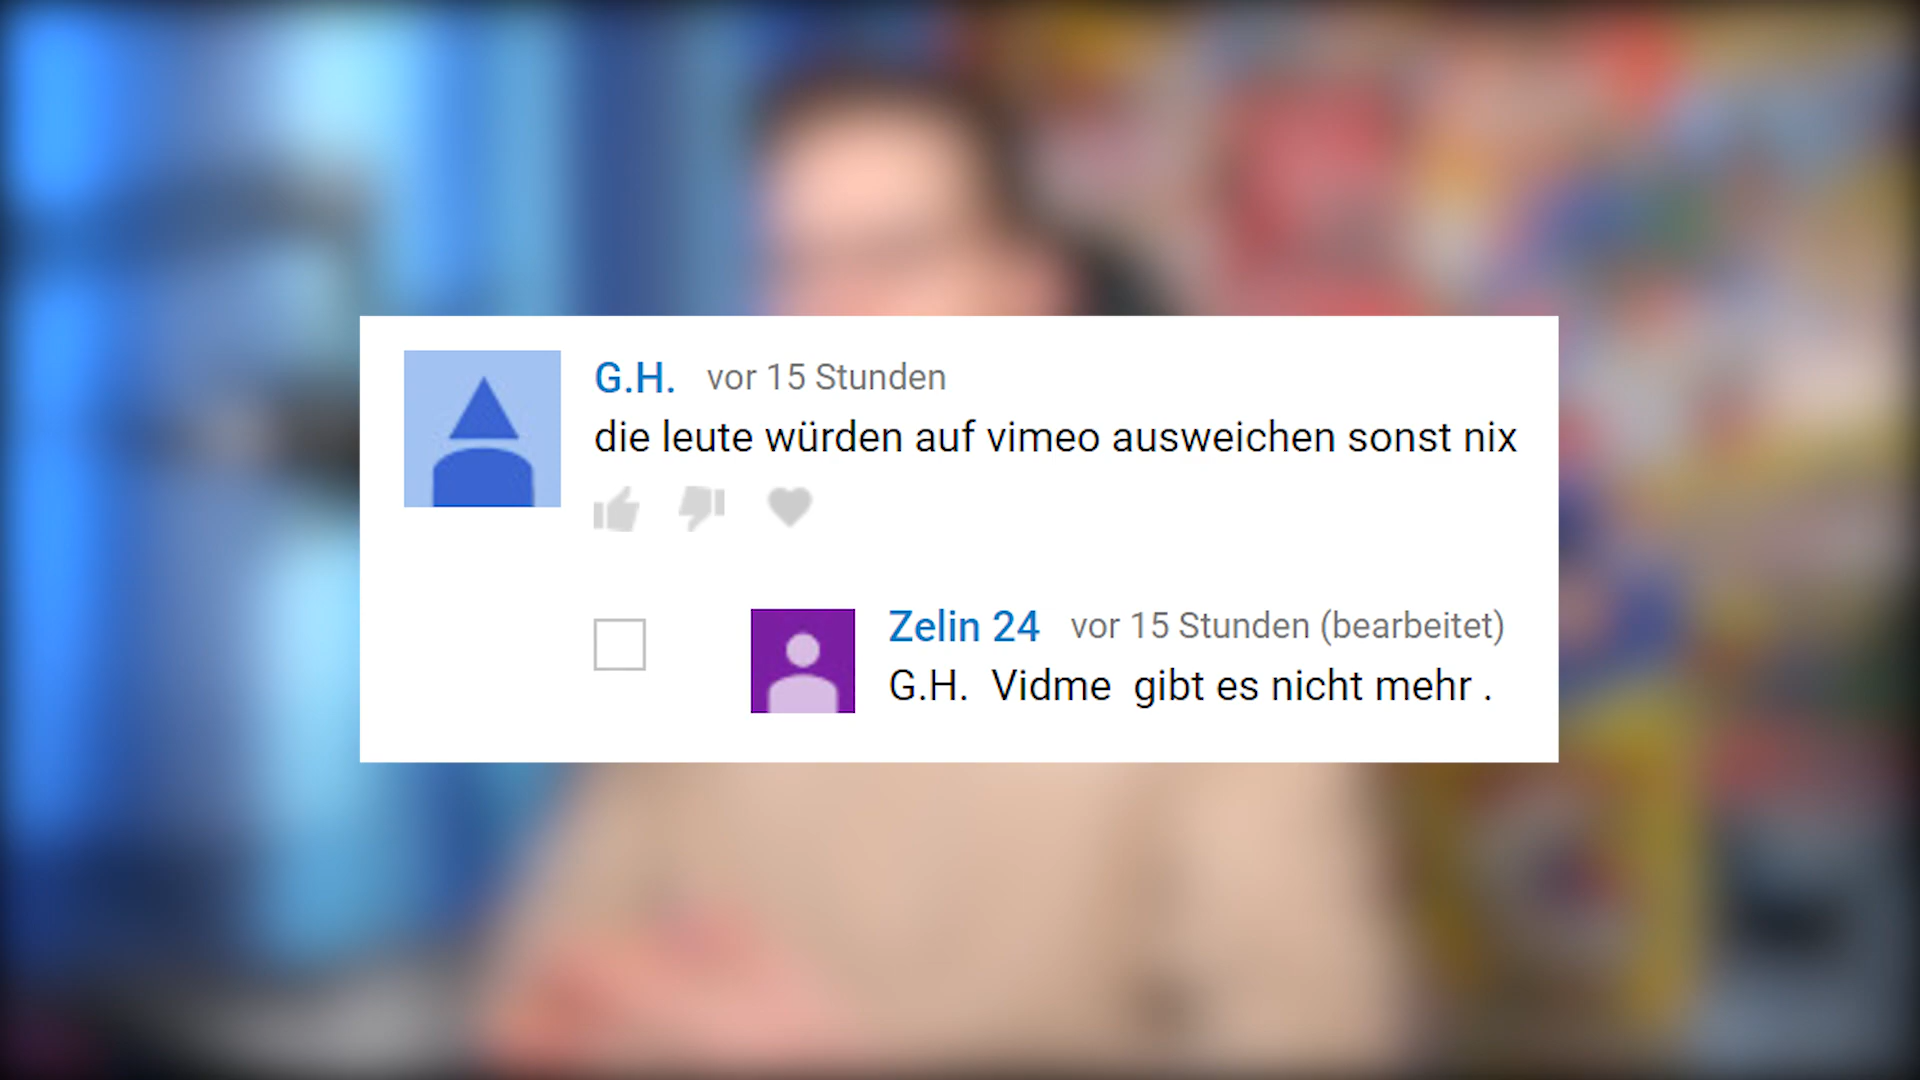 G.H. vor 15 Stunden
die leute würden auf vimeo ausweichen sonst nix
Zelin 24 vor 15 Stunden (bearbeitet)
G.H. Vidme gibt es nicht mehr .